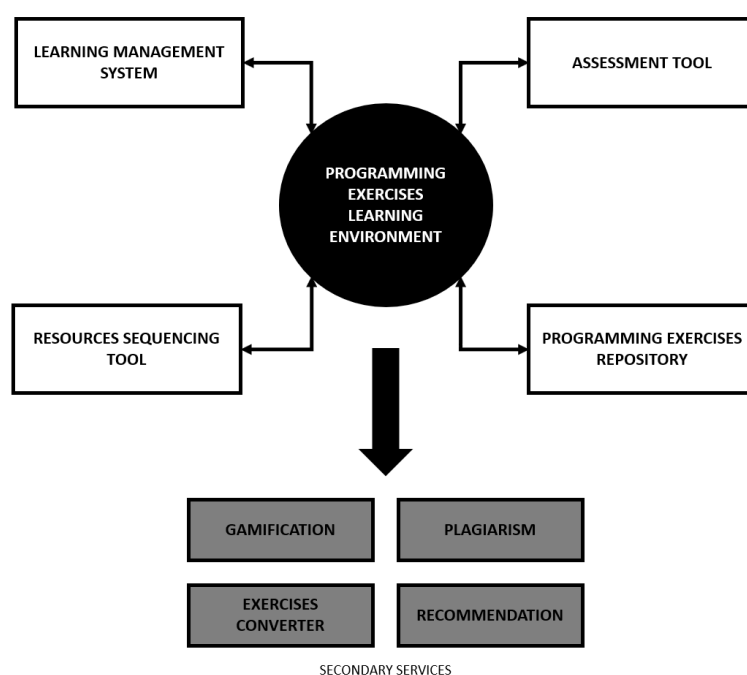 LEARNING MANAGEMENT
SYSTEM
ASSESSMENT TOOL
PROGRAMMING
EXERCISES
LEARNING
ENVIRONMENT
RESOURCES SEQUENCING
TOOL
PROGRAMMING EXERCISES
REPOSITORY
GAMIFICATION
PLAGIARISM
EXERCISES
CONVERTER
RECOMMENDATION
SECONDARY SERVICES